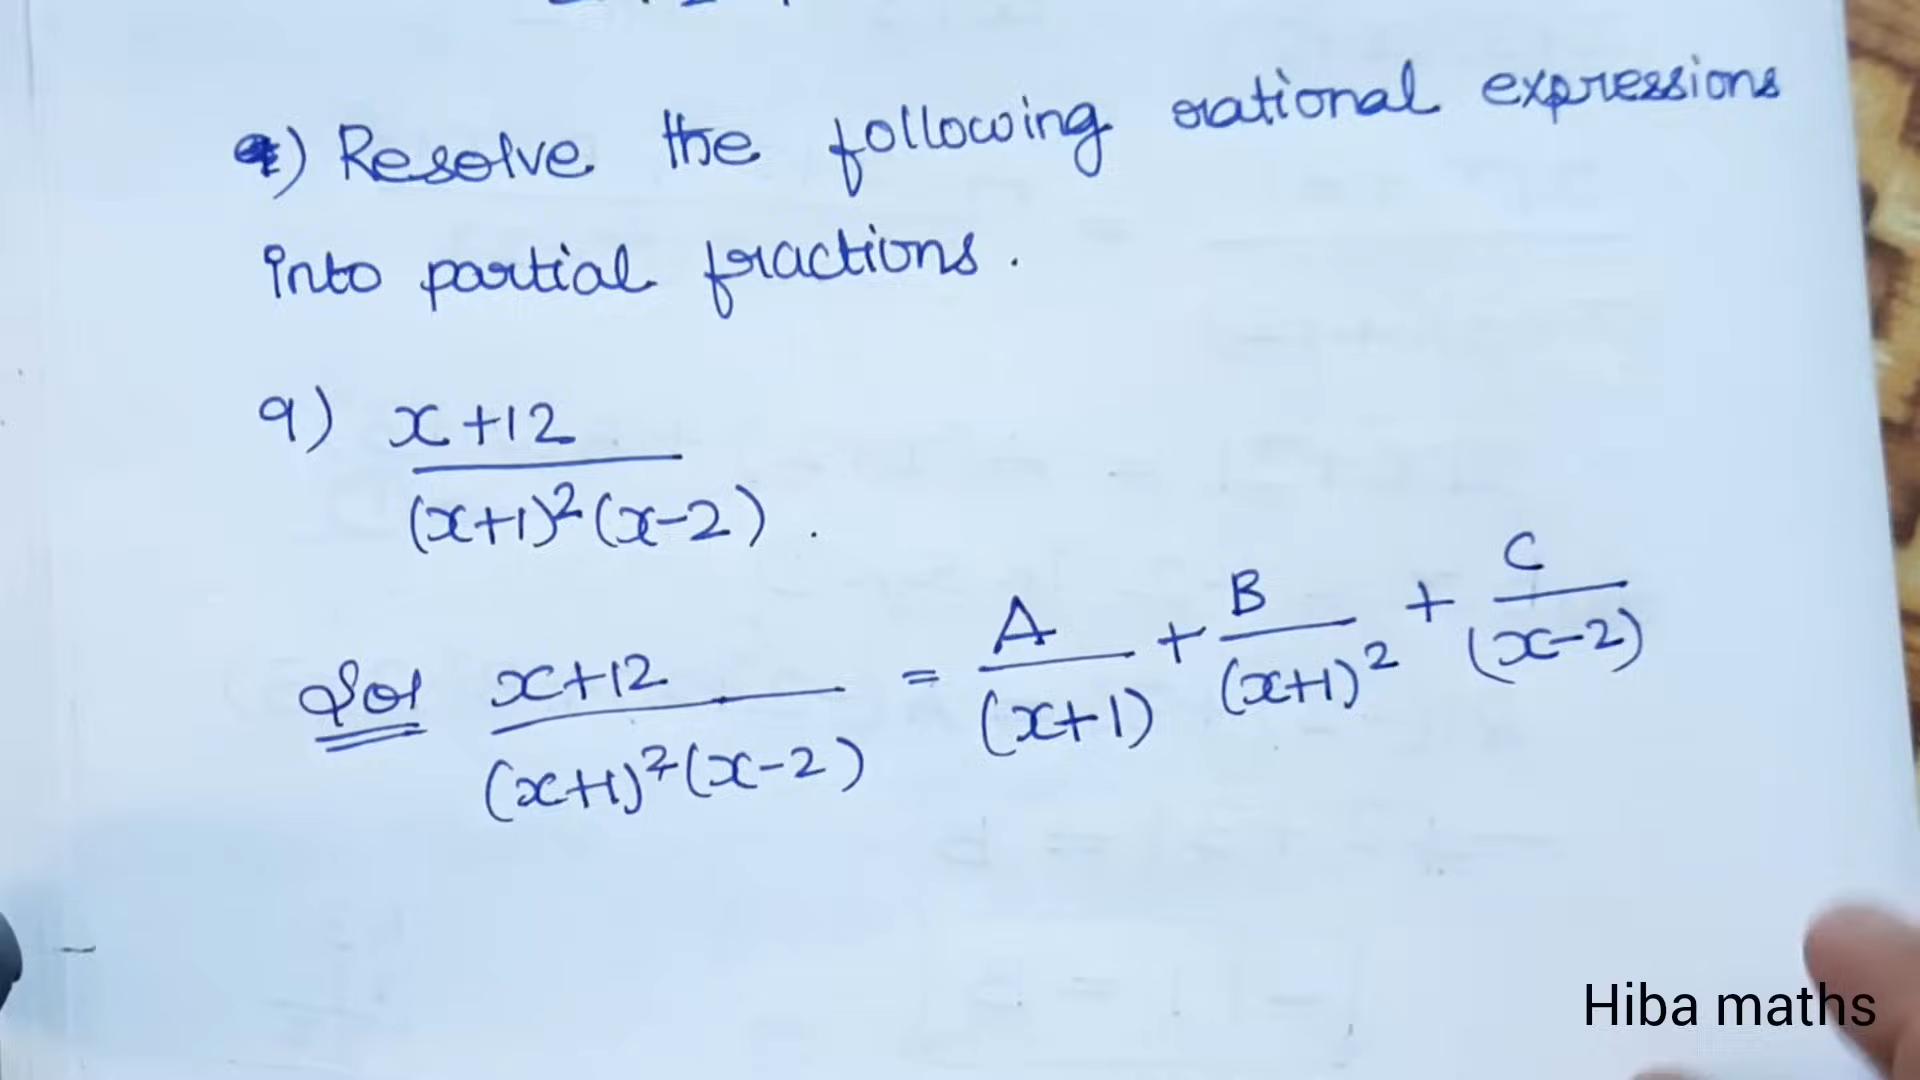 Resolve the following rational expressions
into partial fractions.
9) x+12
(x+1)²(x-2).
Sol x+12 / (x+1)²(x-2) = A/(x+1) + B/(x+1)² + C/(x-2)
Hiba maths